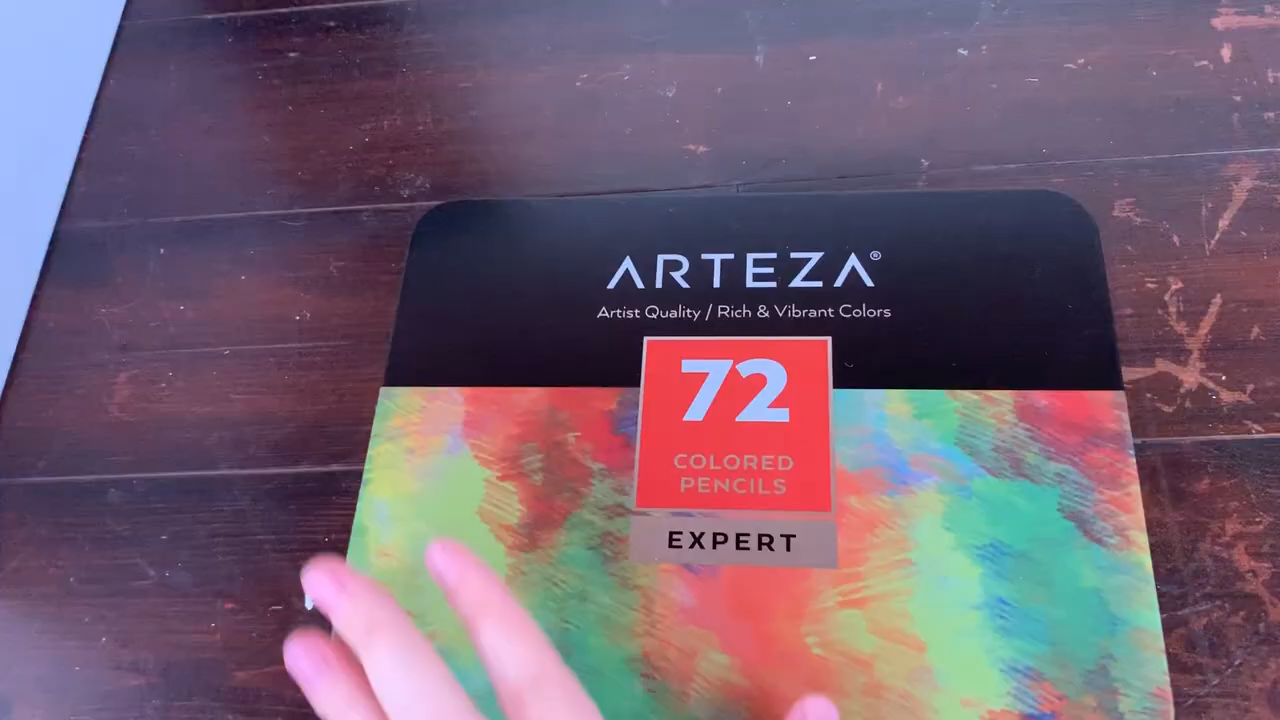 ARTEZA®
Artist Quality / Rich & Vibrant Colors
72
COLORED
PENCILS
EXPERT